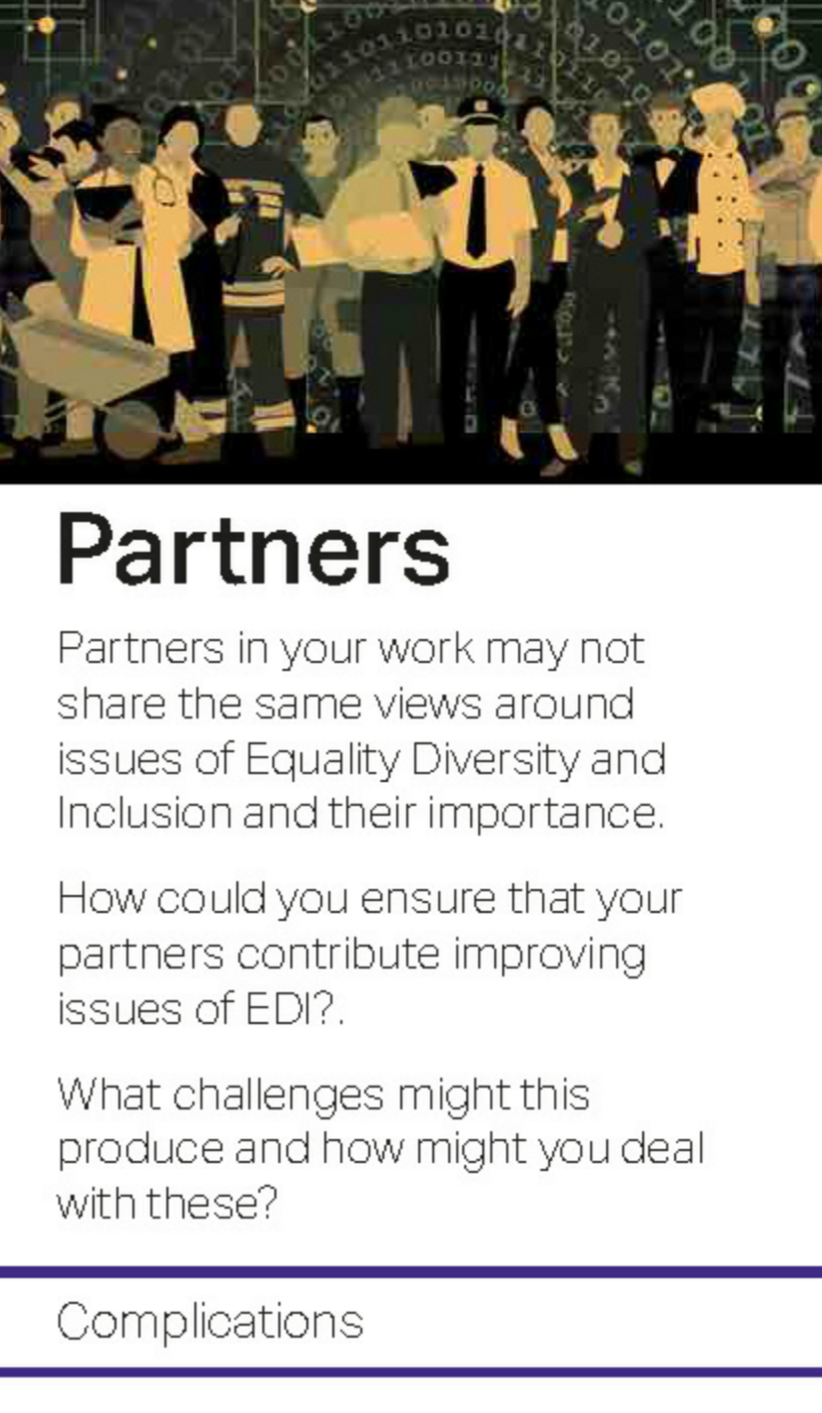 Partners
Partners in your work may not
share the same views around
issues of Equality Diversity and
Inclusion and their importance.
How could you ensure that your
partners contribute improving
issues of EDI?.
What challenges might this
produce and how might you deal
with these?
Complications